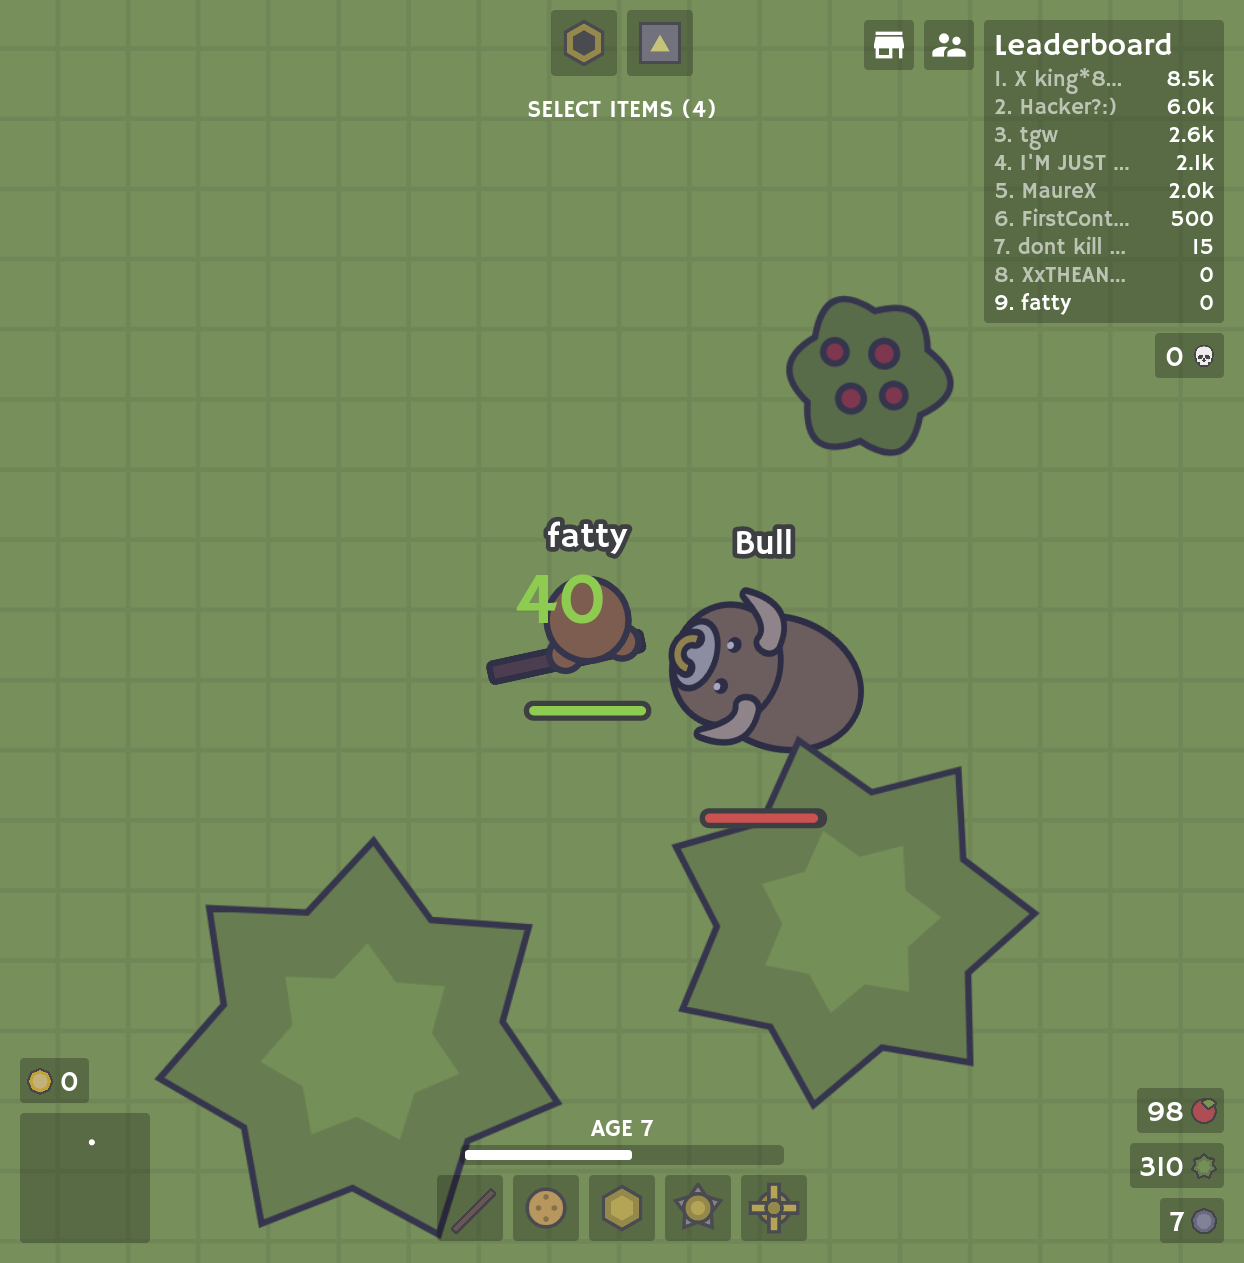 SELECT ITEMS (4)
Leaderboard
1. X king*8... 8.5k
2. Hacker?:) 6.0k
3. tgw 2.6k
4. I'M JUST ... 2.1k
5. MaureX 2.0k
6. FirstCont... 500
7. dont kill ... 15
8. XxTHEAN... 0
9. fatty 0
0
fatty
Bull
40
0
AGE 7
98
310
7